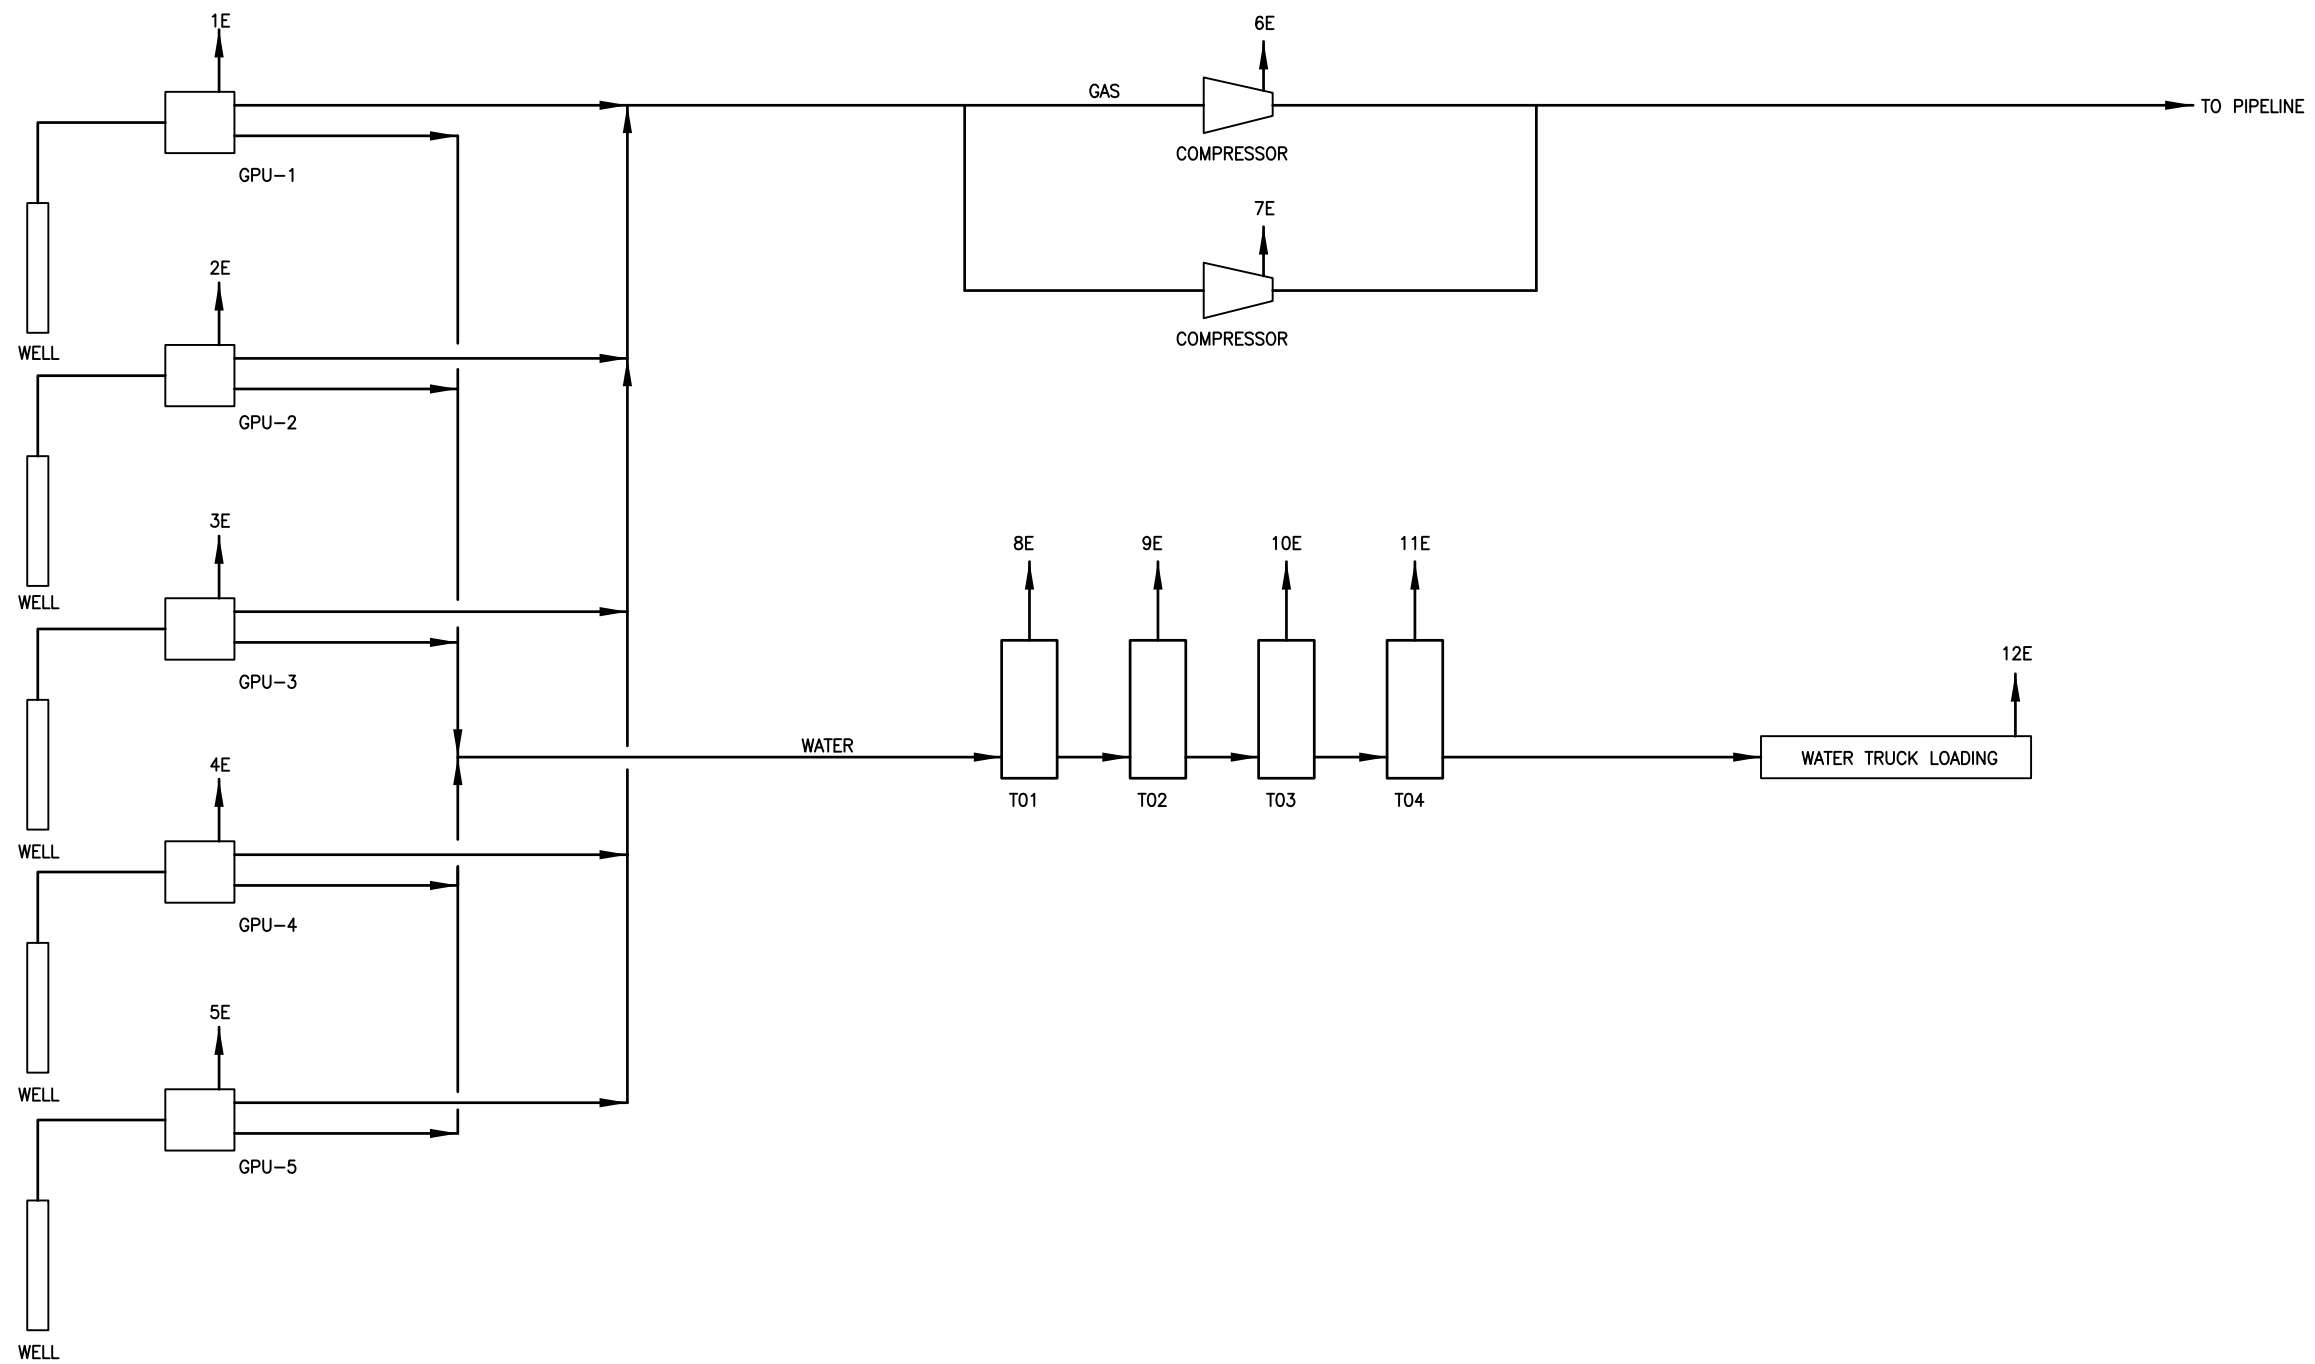 1E
6E
GAS
TO PIPELINE
COMPRESSOR
GPU-1
7E
2E
COMPRESSOR
WELL
GPU-2
3E
8E
9E
10E
11E
WELL
12E
GPU-3
WATER
WATER TRUCK LOADING
4E
T01
T02
T03
T04
WELL
GPU-4
5E
WELL
GPU-5
WELL